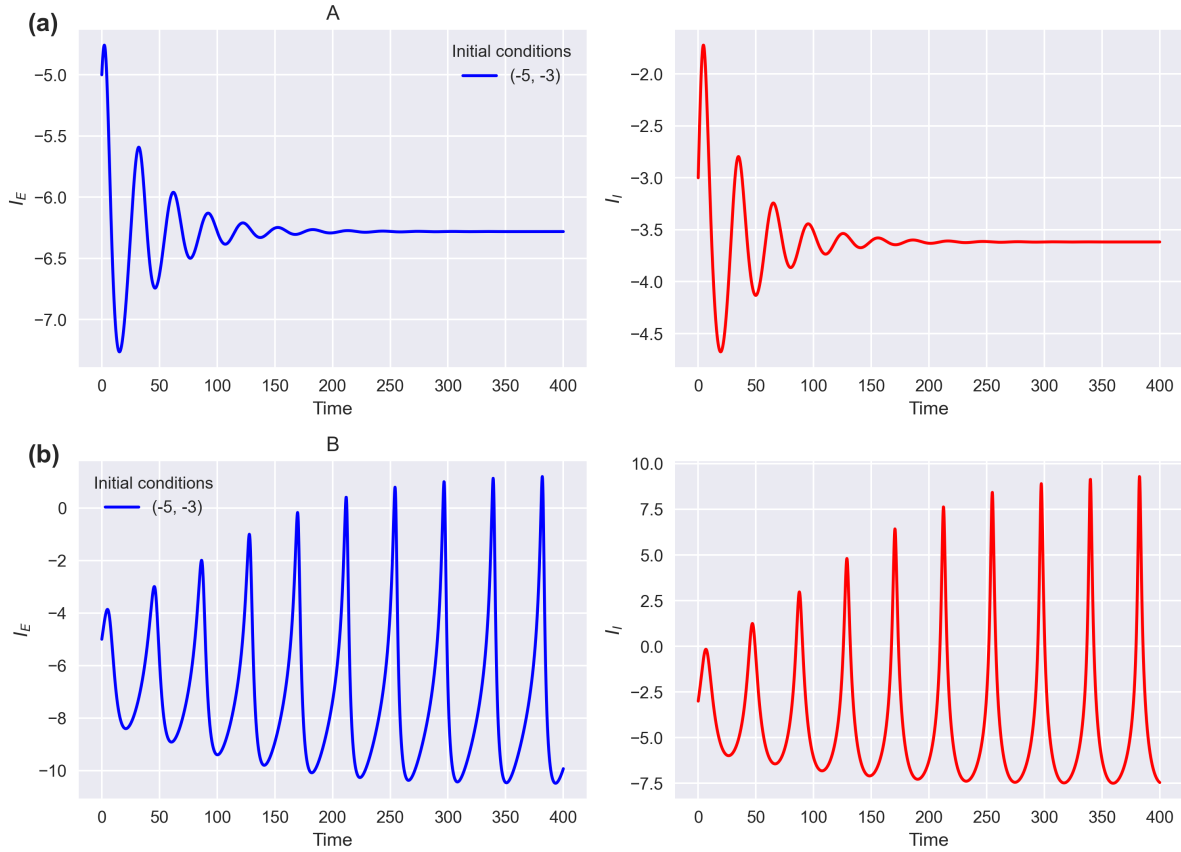 (a)
A
Initial conditions
(-5, -3)
−5.0
−5.5
−6.0
−6.5
−7.0
I_E
0 50 100 150 200 250 300 350 400
Time
−2.0
−2.5
−3.0
−3.5
−4.0
−4.5
I_I
0 50 100 150 200 250 300 350 400
Time
(b)
B
Initial conditions
(-5, -3)
0
−2
−4
−6
−8
−10
I_E
0 50 100 150 200 250 300 350 400
Time
10.0
7.5
5.0
2.5
0.0
−2.5
−5.0
−7.5
I_I
0 50 100 150 200 250 300 350 400
Time